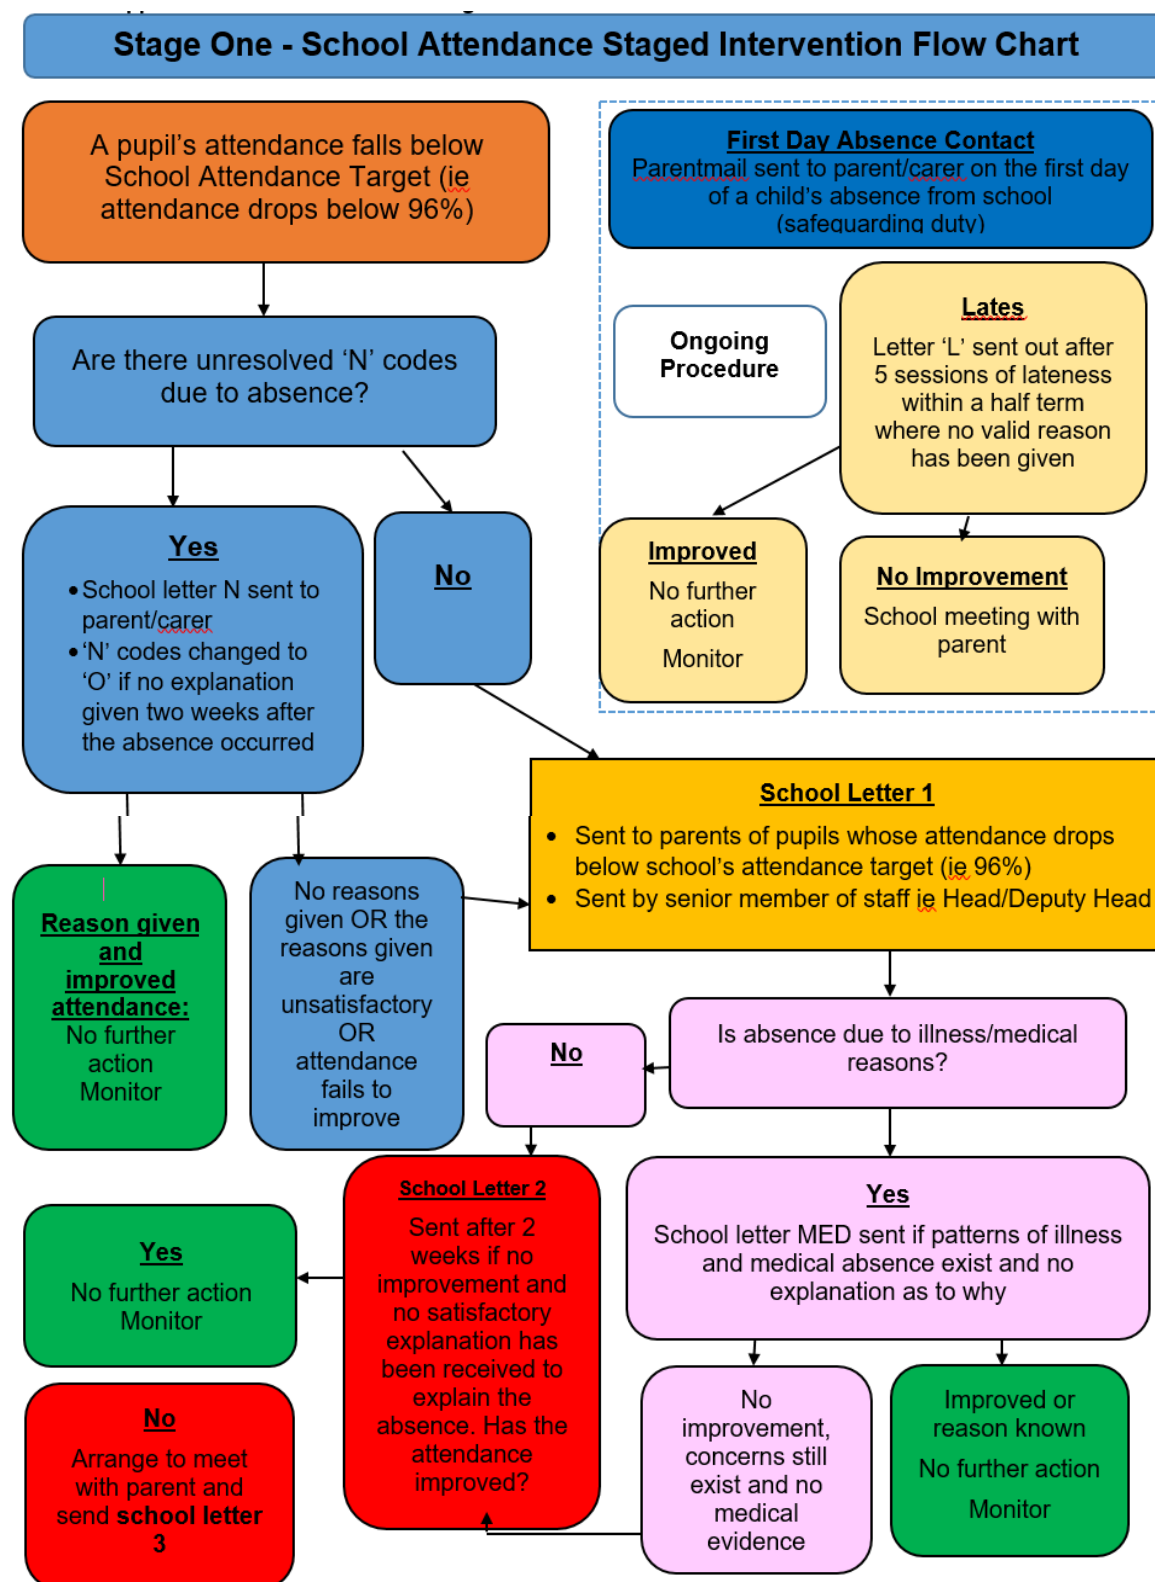 Stage One - School Attendance Staged Intervention Flow Chart
A pupil's attendance falls below
School Attendance Target (ie
attendance drops below 96%)
First Day Absence Contact
Parentmail sent to parent/carer on the first day
of a child's absence from school
(safeguarding duty)
Are there unresolved 'N' codes
due to absence?
Ongoing
Procedure
Lates
Letter 'L' sent out after
5 sessions of lateness
within a half term
where no valid reason
has been given
Yes
• School letter N sent to
parent/carer
• 'N' codes changed to
'O' if no explanation
given two weeks after
the absence occurred
No
Improved
No further
action
Monitor
No Improvement
School meeting with
parent
School Letter 1
• Sent to parents of pupils whose attendance drops
below school's attendance target (ie 96%)
• Sent by senior member of staff ie Head/Deputy Head
Reason given
and
improved
attendance:
No further
action
Monitor
No reasons
given OR the
reasons given
are
unsatisfactory
OR
attendance
fails to
improve
No
Is absence due to illness/medical
reasons?
Yes
No further action
Monitor
School Letter 2
Sent after 2
weeks if no
improvement and
no satisfactory
explanation has
been received to
explain the
absence. Has the
attendance
improved?
Yes
School letter MED sent if patterns of illness
and medical absence exist and no
explanation as to why
No
Arrange to meet
with parent and
send school letter
3
No
improvement,
concerns still
exist and no
medical
evidence
Improved or
reason known
No further action
Monitor